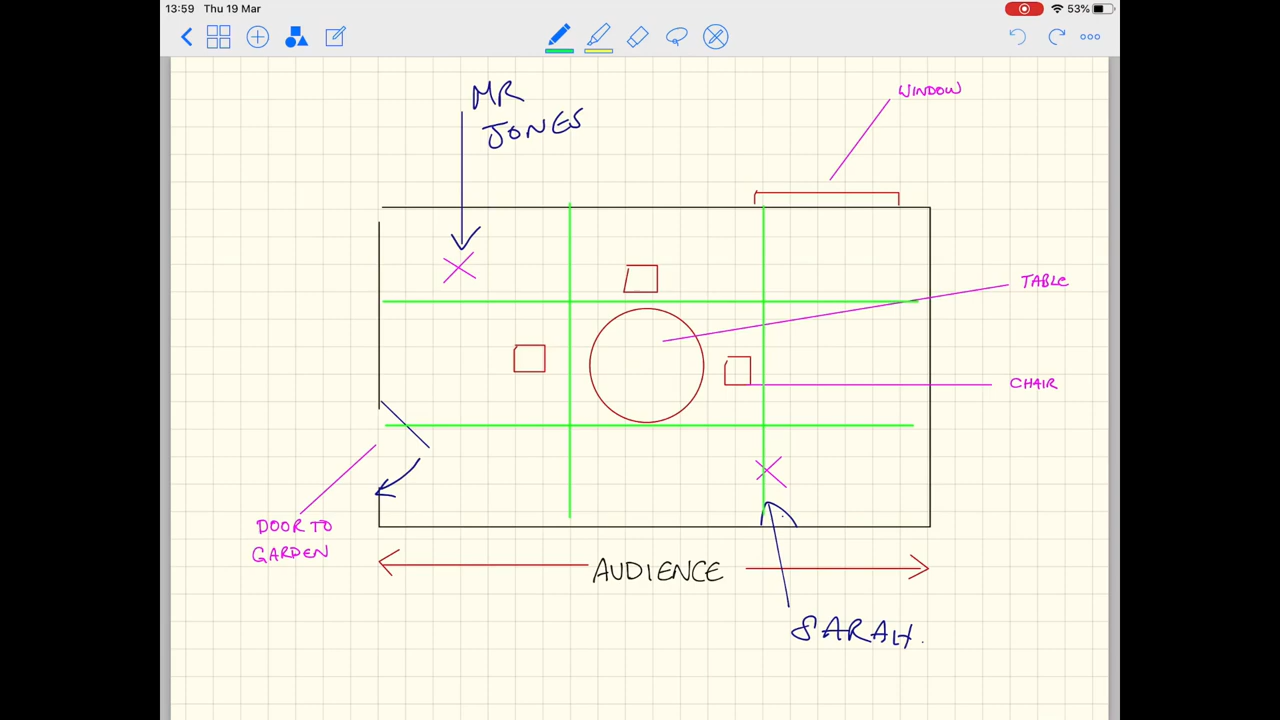 13:59 Thu 19 Mar
53%
MR
JONES
WINDOW
TABLE
CHAIR
DOOR TO
GARDEN
AUDIENCE
SARAH.